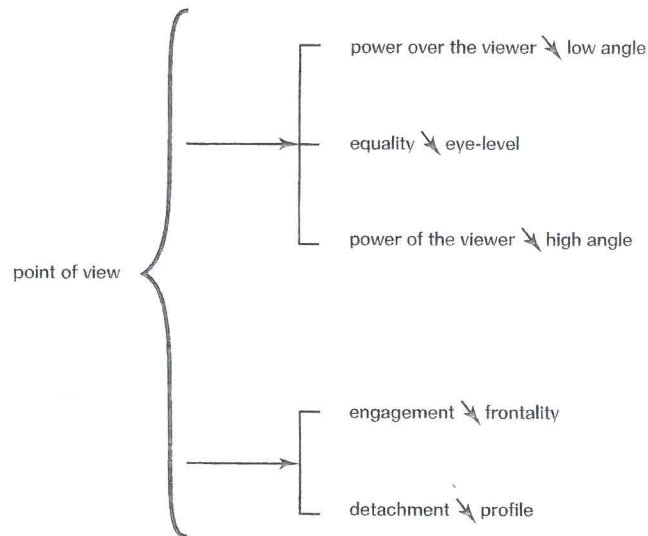 power over the viewer ↘ low angle
equality ↘ eye-level
power of the viewer ↘ high angle
point of view
engagement ↘ frontality
detachment ↘ profile